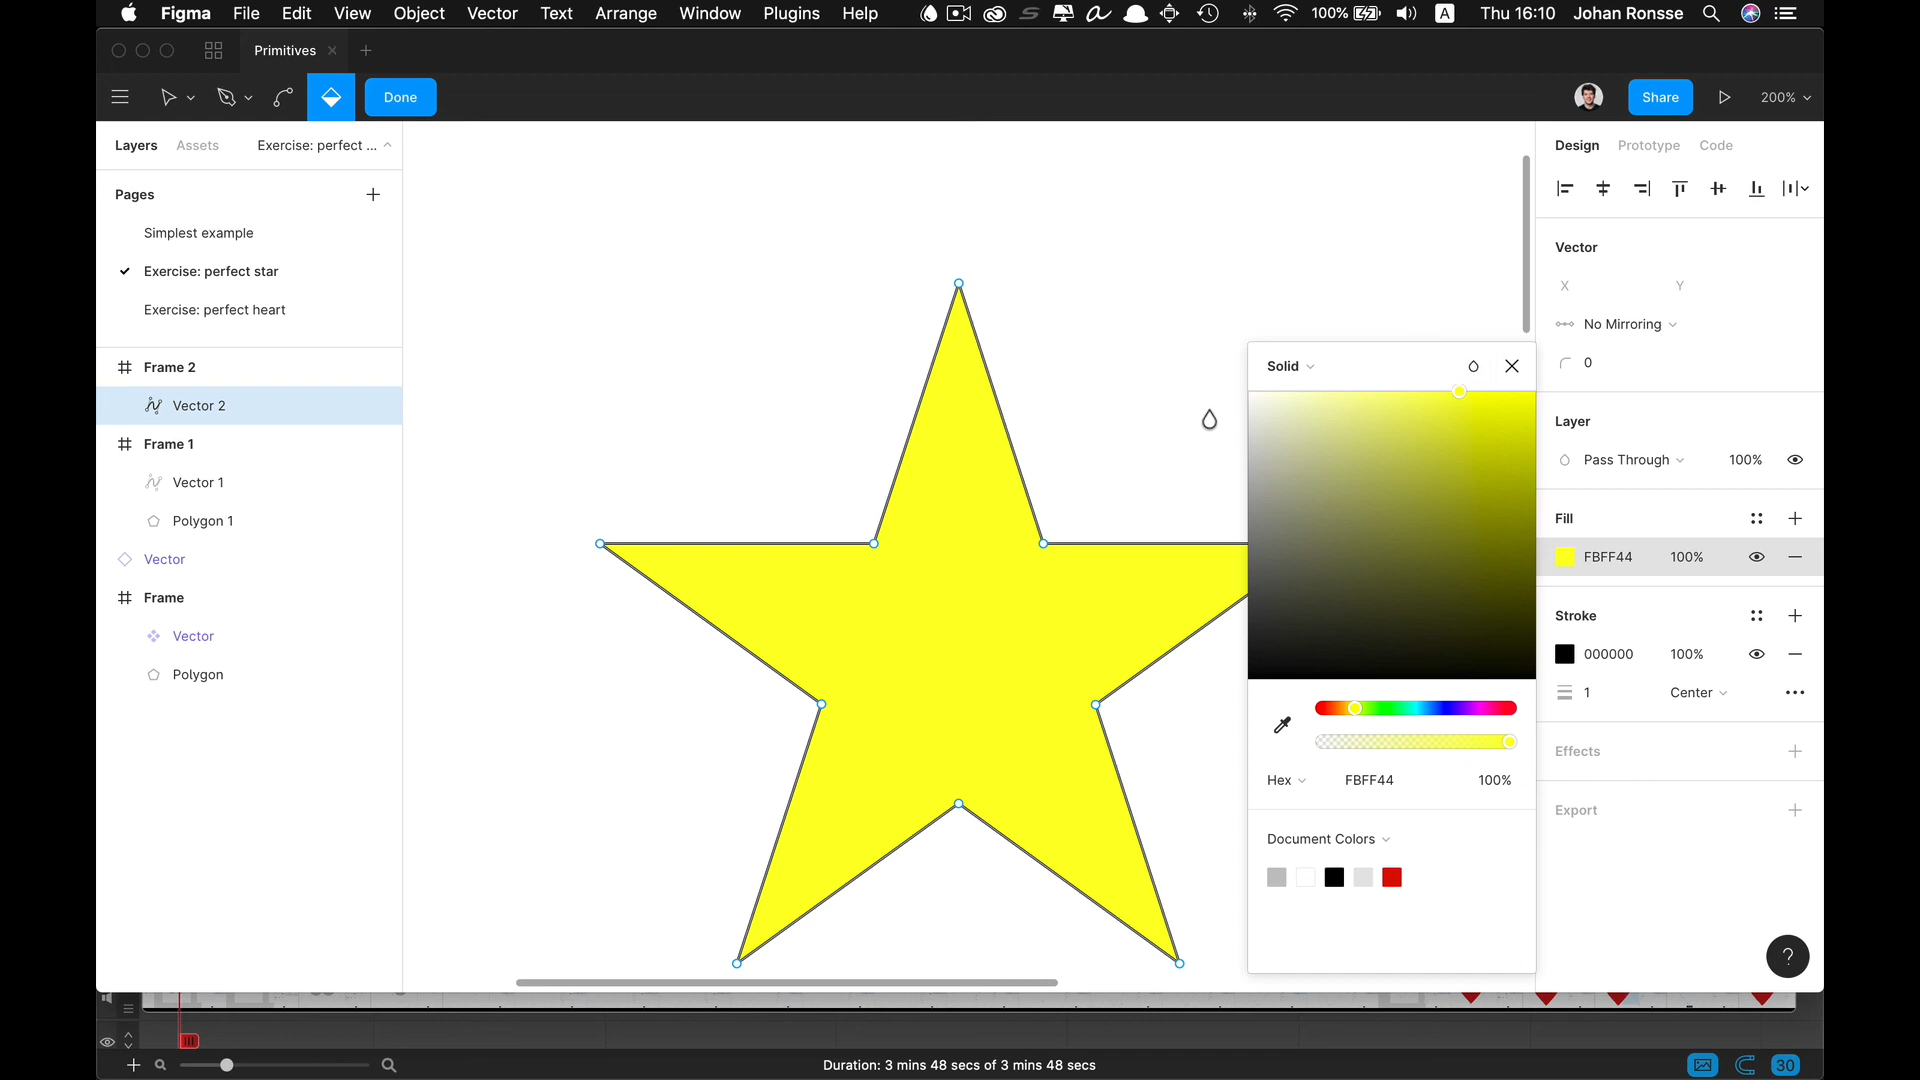 Figma File Edit View Object Vector Text Arrange Window Plugins Help 100% A Thu 16:10 Johan Ronsse
Primitives
Done Share 200%
Layers Assets Exercise: perfect ...
Pages
Simplest example
Exercise: perfect star
Exercise: perfect heart
Frame 2
Vector 2
Frame 1
Vector 1
Polygon 1
Vector
Frame
Vector
Polygon
Solid
Hex FBFF44 100%
Document Colors
Design Prototype Code
Vector
X Y
No Mirroring
0
Layer
Pass Through 100%
Fill
FBFF44 100%
Stroke
000000 100%
1 Center
Effects
Export
?
Duration: 3 mins 48 secs of 3 mins 48 secs
30